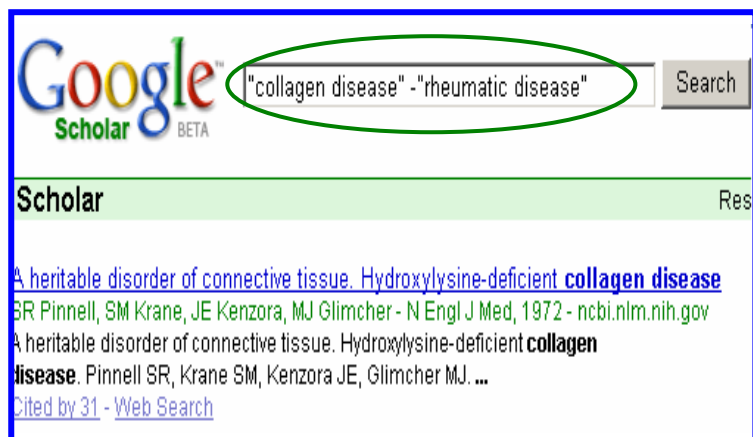 Google™
Scholar BETA
"collagen disease" -"rheumatic disease"
Search
Scholar
Res
A heritable disorder of connective tissue. Hydroxylysine-deficient collagen disease
SR Pinnell, SM Krane, JE Kenzora, MJ Glimcher - N Engl J Med, 1972 - ncbi.nlm.nih.gov
A heritable disorder of connective tissue. Hydroxylysine-deficient collagen
disease. Pinnell SR, Krane SM, Kenzora JE, Glimcher MJ. ...
Cited by 31 - Web Search